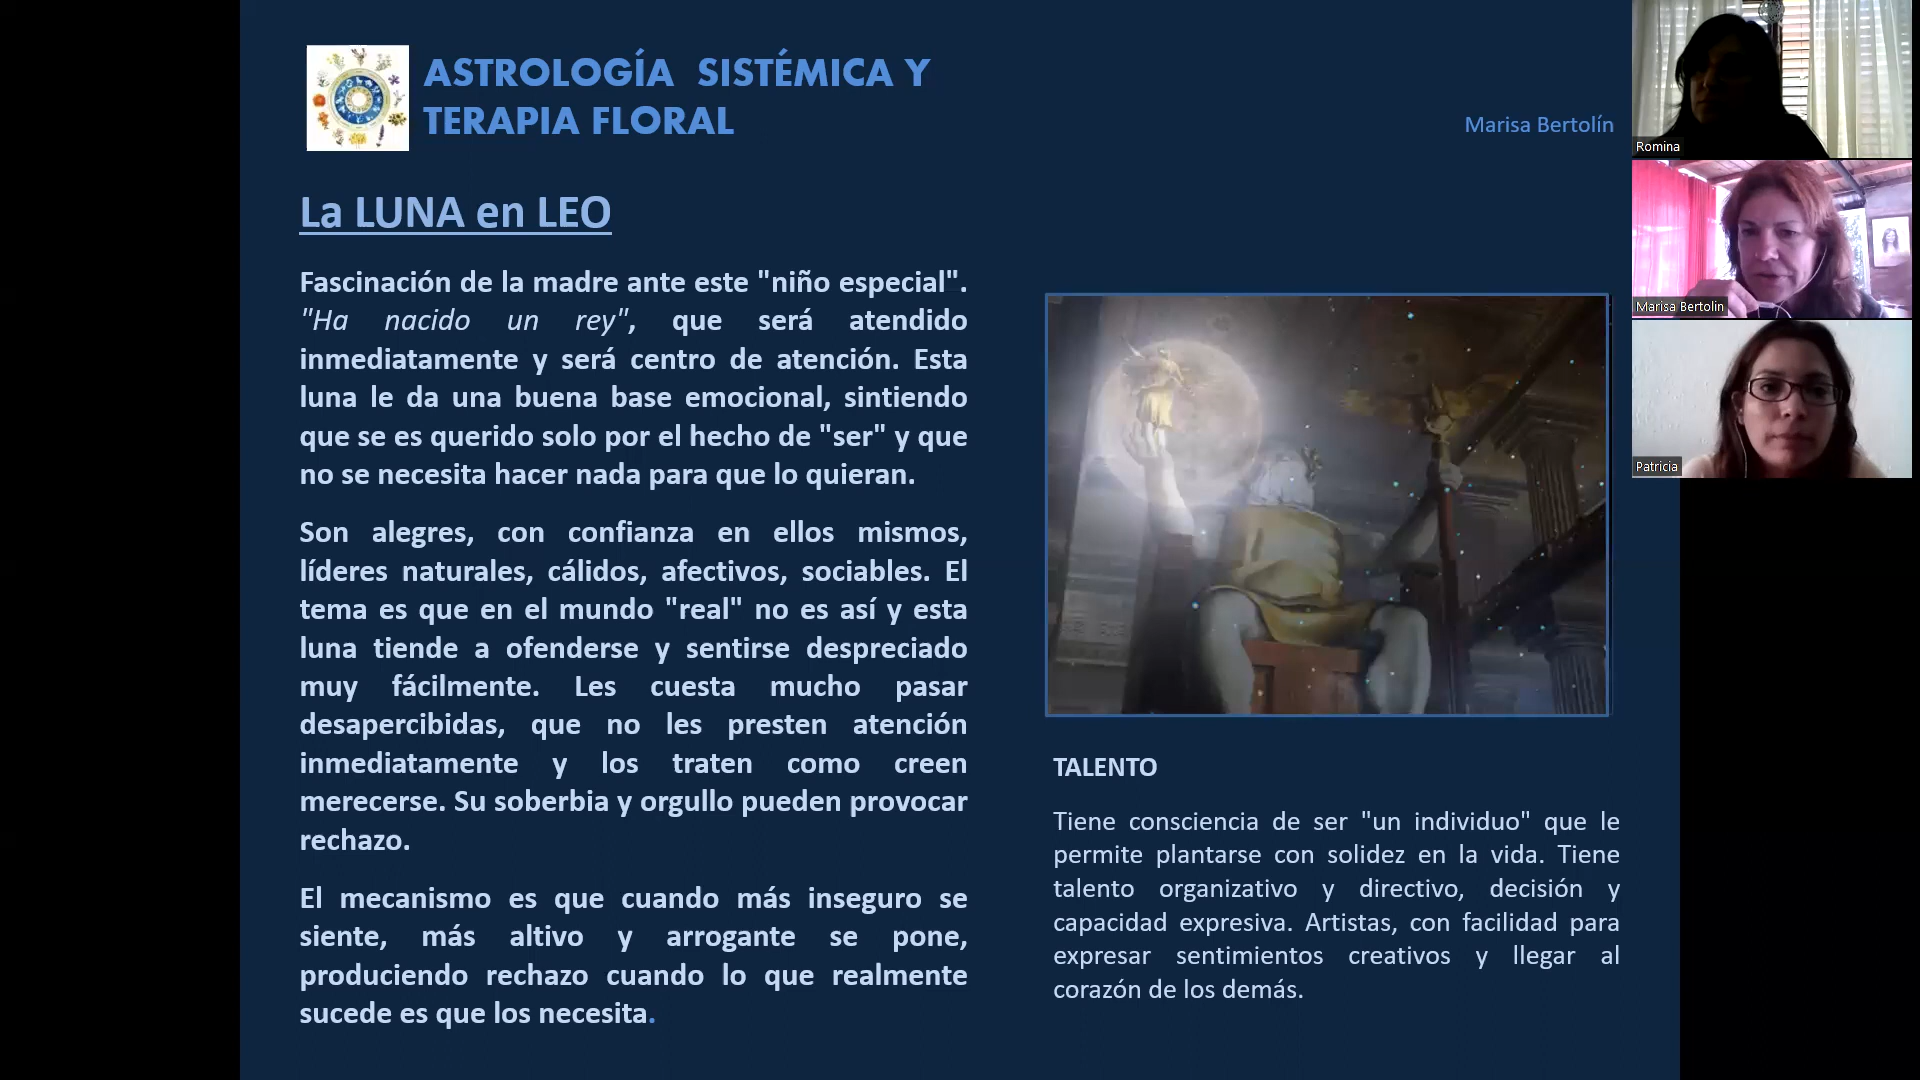 ASTROLOGÍA SISTÉMICA Y
TERAPIA FLORAL
Marisa Bertolín
La LUNA en LEO
Fascinación de la madre ante este "niño especial".
"Ha nacido un rey", que será atendido
inmediatamente y será centro de atención. Esta
luna le da una buena base emocional, sintiendo
que se es querido solo por el hecho de "ser" y que
no se necesita hacer nada para que lo quieran.
Son alegres, con confianza en ellos mismos,
líderes naturales, cálidos, afectivos, sociables. El
tema es que en el mundo "real" no es así y esta
luna tiende a ofenderse y sentirse despreciado
muy fácilmente. Les cuesta mucho pasar
desapercibidas, que no les presten atención
inmediatamente y los traten como creen
merecerse. Su soberbia y orgullo pueden provocar
rechazo.
El mecanismo es que cuando más inseguro se
siente, más altivo y arrogante se pone,
produciendo rechazo cuando lo que realmente
sucede es que los necesita.
TALENTO
Tiene consciencia de ser "un individuo" que le
permite plantarse con solidez en la vida. Tiene
talento organizativo y directivo, decisión y
capacidad expresiva. Artistas, con facilidad para
expresar sentimientos creativos y llegar al
corazón de los demás.
Romina
Marisa Bertolin
Patricia